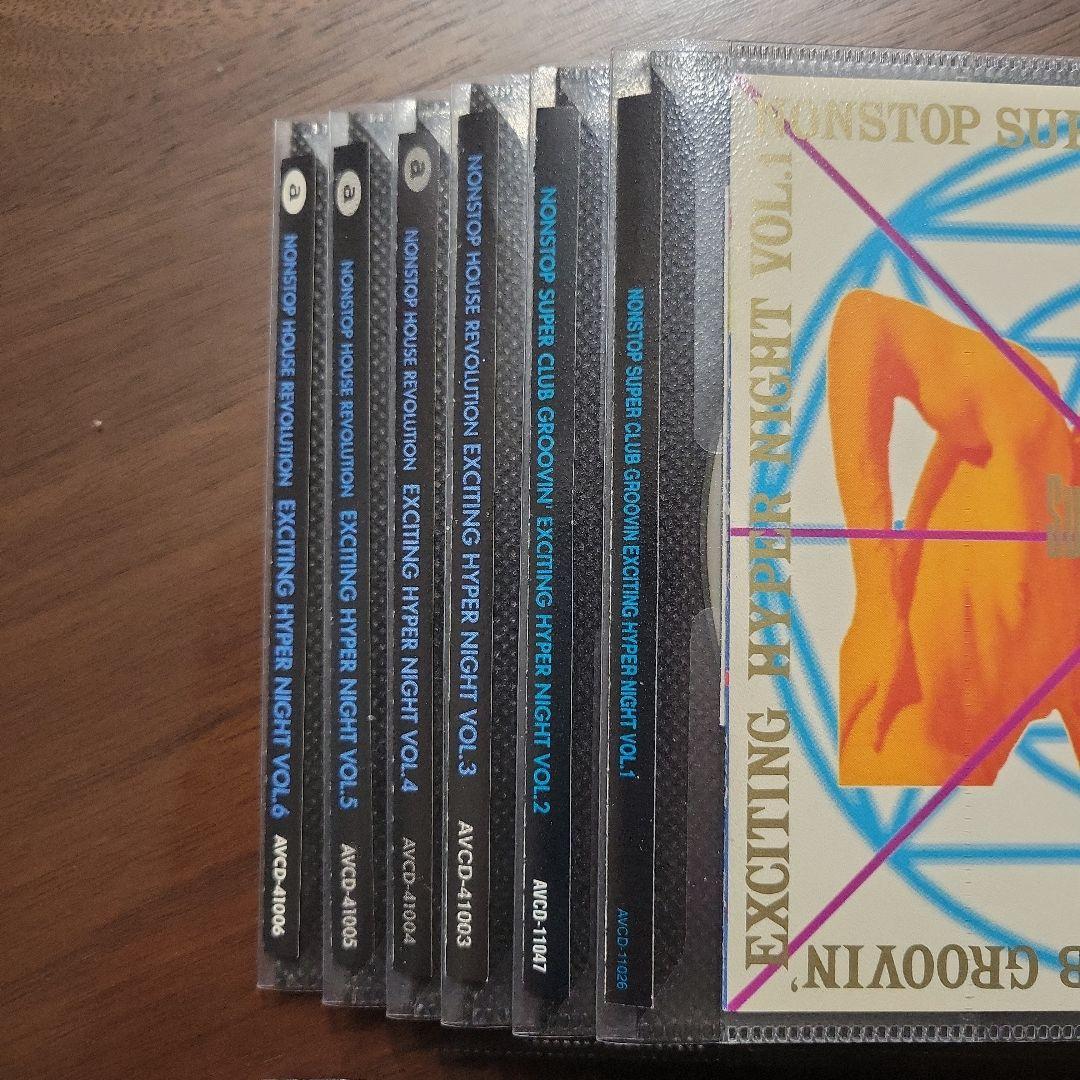 a
NONSTOP HOUSE REVOLUTION EXCITING HYPER NIGHT VOL.6
AVCD-41006
a
NONSTOP HOUSE REVOLUTION EXCITING HYPER NIGHT VOL.5
AVCD-41005
a
NONSTOP HOUSE REVOLUTION EXCITING HYPER NIGHT VOL.4
AVCD-41004
NONSTOP HOUSE REVOLUTION EXCITING HYPER NIGHT VOL.3
AVCD-41003
NONSTOP SUPER CLUB GROOVIN' EXCITING HYPER NIGHT VOL.2
AVCD-11047
NONSTOP SUPER CLUB GROOVIN EXCITING HYPER NIGHT VOL.1
AVCD-11026
NONSTOP SUP
EXCITING HYPER NIGHT VOL.1
B GROOVIN'